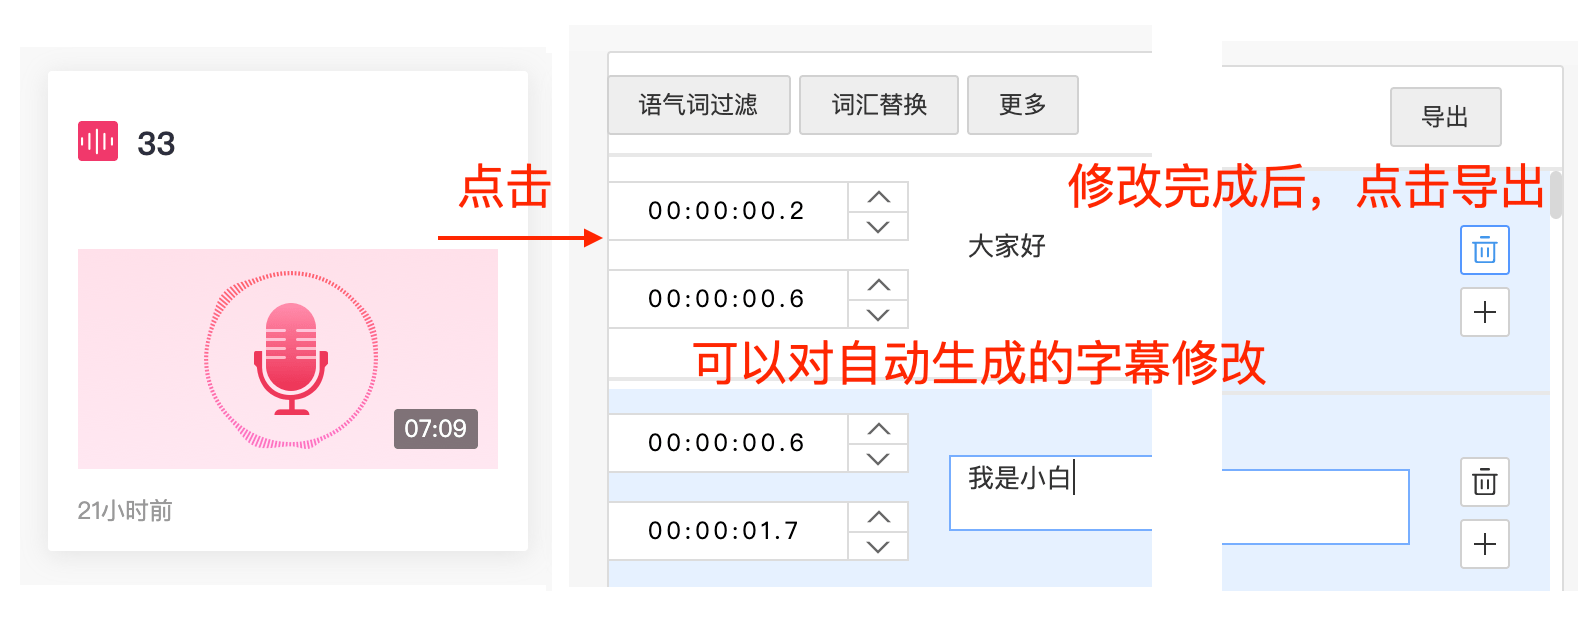 33
07:09
21小时前
点击
语气词过滤 词汇替换 更多
导出
修改完成后，点击导出
00:00:00.2
大家好
00:00:00.6
可以对自动生成的字幕修改
00:00:00.6
我是小白
00:00:01.7